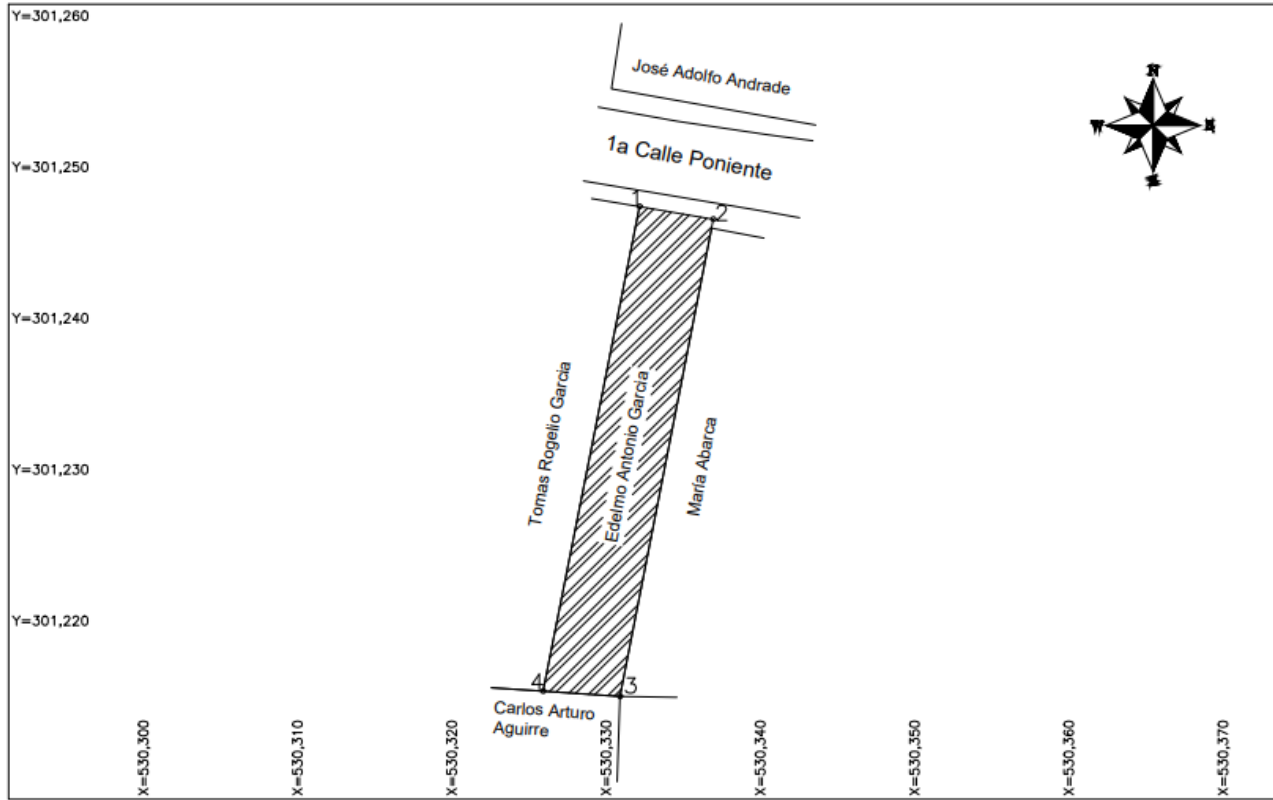 Y=301,260
José Adolfo Andrade
N
W
E
S
1a Calle Poniente
Y=301,250
1
2
Y=301,240
Tomas Rogelio Garcia
Edelmo Antonio Garcia
María Abarca
Y=301,230
Y=301,220
4
3
Carlos Arturo
Aguirre
X=530,300
X=530,310
X=530,320
X=530,330
X=530,340
X=530,350
X=530,360
X=530,370